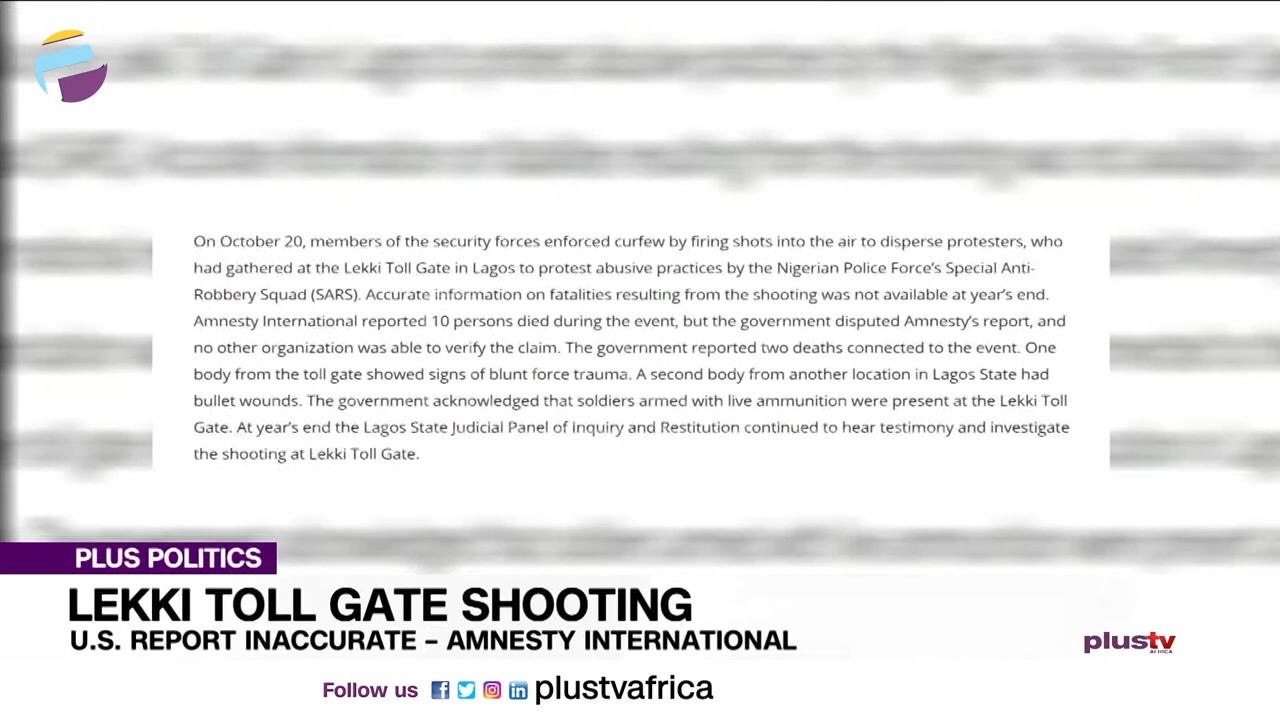 On October 20, members of the security forces enforced curfew by firing shots into the air to disperse protesters, who
had gathered at the Lekki Toll Gate in Lagos to protest abusive practices by the Nigerian Police Force's Special Anti-
Robbery Squad (SARS). Accurate information on fatalities resulting from the shooting was not available at year's end.
Amnesty International reported 10 persons died during the event, but the government disputed Amnesty's report, and
no other organization was able to verify the claim. The government reported two deaths connected to the event. One
body from the toll gate showed signs of blunt force trauma. A second body from another location in Lagos State had
bullet wounds. The government acknowledged that soldiers armed with live ammunition were present at the Lekki Toll
Gate. At year's end the Lagos State Judicial Panel of Inquiry and Restitution continued to hear testimony and investigate
the shooting at Lekki Toll Gate.
PLUS POLITICS
LEKKI TOLL GATE SHOOTING
U.S. REPORT INACCURATE – AMNESTY INTERNATIONAL
plustv
AFRICA
Follow us plustvafrica